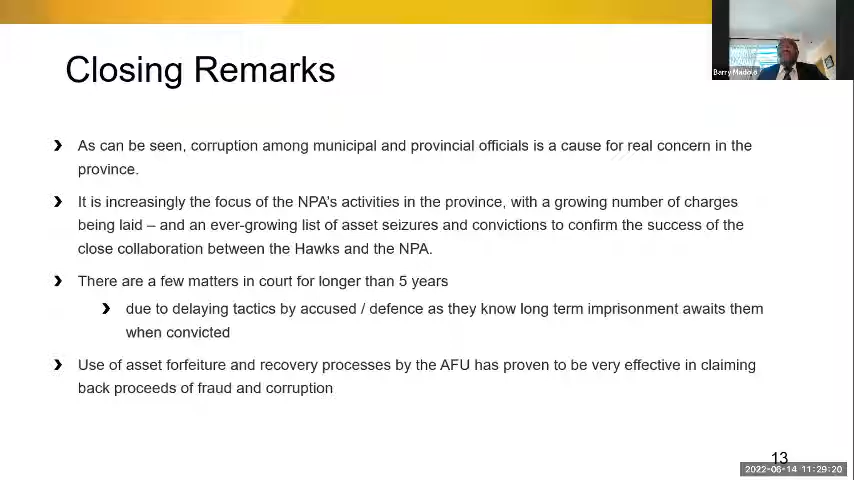 Barry Madolo
Closing Remarks
As can be seen, corruption among municipal and provincial officials is a cause for real concern in the
province.
It is increasingly the focus of the NPA's activities in the province, with a growing number of charges
being laid – and an ever-growing list of asset seizures and convictions to confirm the success of the
close collaboration between the Hawks and the NPA.
There are a few matters in court for longer than 5 years
due to delaying tactics by accused / defence as they know long term imprisonment awaits them
when convicted
Use of asset forfeiture and recovery processes by the AFU has proven to be very effective in claiming
back proceeds of fraud and corruption
13
2022-06-14 11:29:20